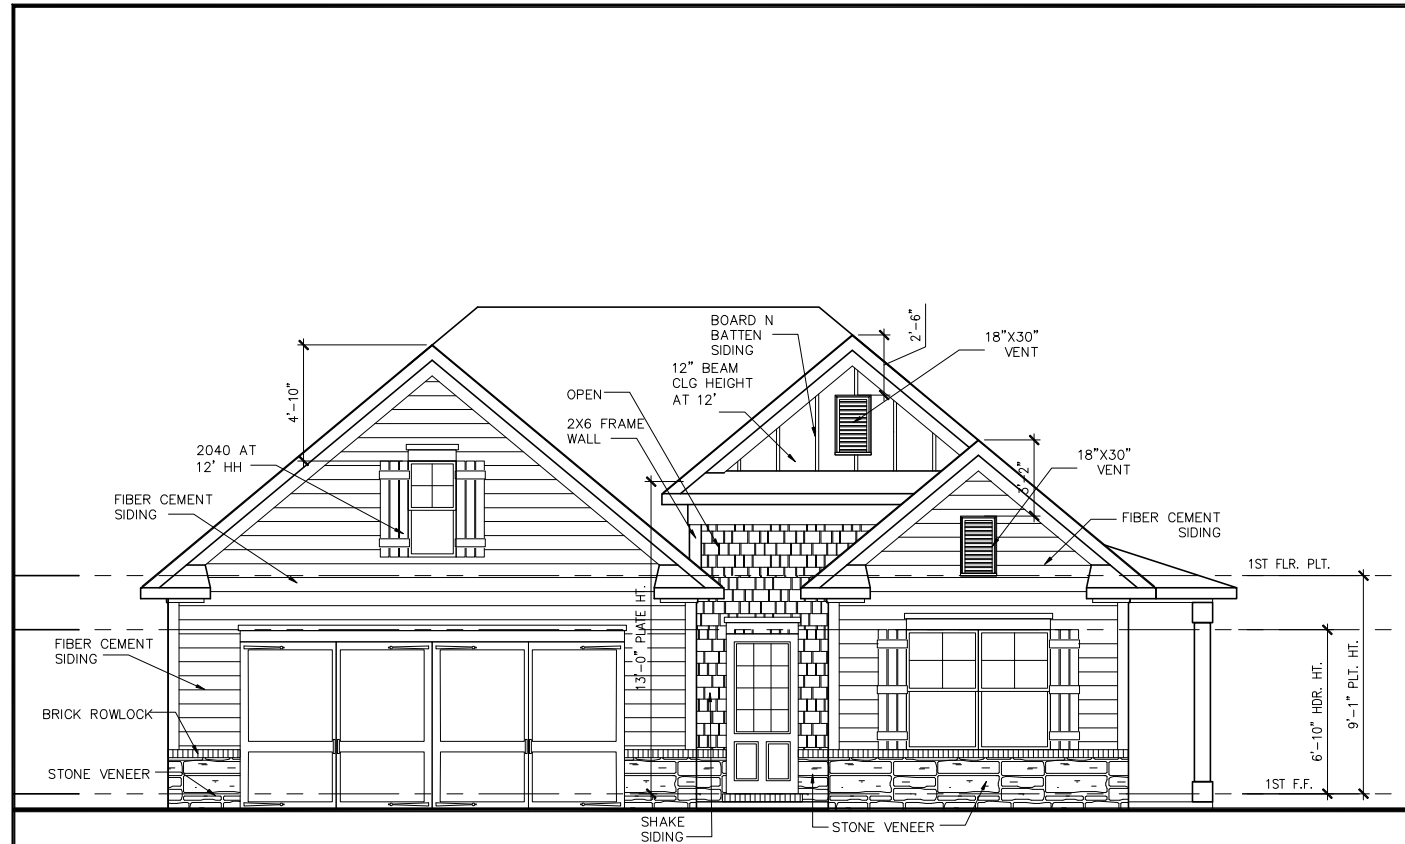 BOARD N
BATTEN
SIDING
2'-6"
18"X30"
VENT
12" BEAM
CLG HEIGHT
AT 12'
4'-10"
OPEN
2X6 FRAME
WALL
2040 AT
12' HH
18"X30"
VENT
3'-2"
FIBER CEMENT
SIDING
FIBER CEMENT
SIDING
1ST FLR. PLT.
13'-0" PLATE HT.
FIBER CEMENT
SIDING
6'-10" HDR. HT.
9'-1" PLT. HT.
BRICK ROWLOCK
STONE VENEER
1ST F.F.
SHAKE
SIDING
STONE VENEER